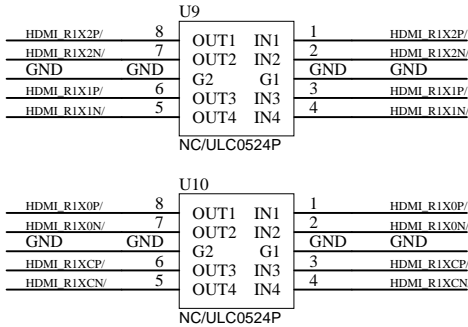 U9
HDMI_R1X2P/ 8 OUT1 IN1 1 HDMI_R1X2P/
HDMI_R1X2N/ 7 OUT2 IN2 2 HDMI_R1X2N/
GND GND G2 G1 GND GND
HDMI_R1X1P/ 6 OUT3 IN3 3 HDMI_R1X1P/
HDMI_R1X1N/ 5 OUT4 IN4 4 HDMI_R1X1N/
NC/ULC0524P
U10
HDMI_R1X0P/ 8 OUT1 IN1 1 HDMI_R1X0P/
HDMI_R1X0N/ 7 OUT2 IN2 2 HDMI_R1X0N/
GND GND G2 G1 GND GND
HDMI_R1XCP/ 6 OUT3 IN3 3 HDMI_R1XCP/
HDMI_R1XCN/ 5 OUT4 IN4 4 HDMI_R1XCN
NC/ULC0524P